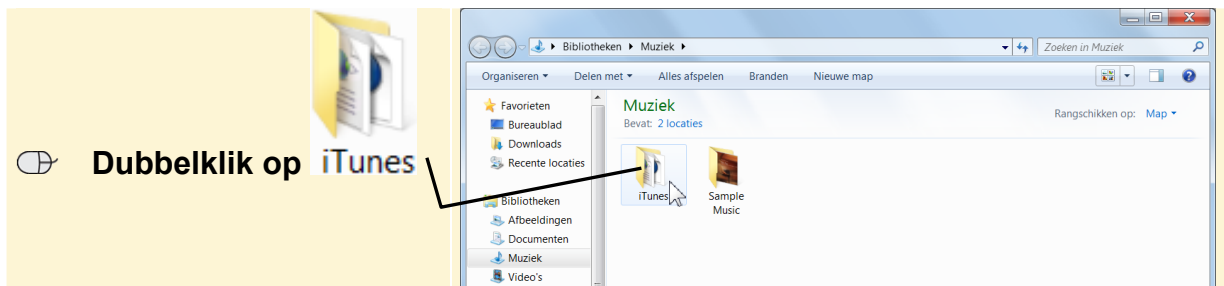 Dubbelklik op iTunes
Bibliotheken Muziek
Zoeken in Muziek
Organiseren Delen met Alles afspelen Branden Nieuwe map
Favorieten
Bureaublad
Downloads
Recente locaties
Bibliotheken
Afbeeldingen
Documenten
Muziek
Video's
Muziek
Bevat: 2 locaties
Rangschikken op: Map
iTunes
Sample
Music